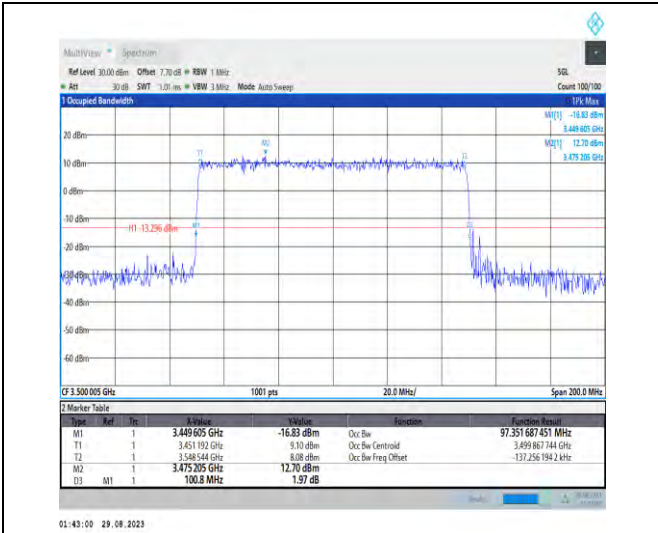 MultiView Spectrum
Ref Level 30.00 dBm Offset 7.70 dB RBW 1 MHz SGL
Att 30 dB SWT 1.01 ms VBW 3 MHz Mode Auto Sweep Count 100/100
1 Occupied Bandwidth 1Pk Max
M1[1] -16.83 dBm
3.449 605 GHz
M2[1] 12.70 dBm
3.475 205 GHz
20 dBm
M2
T1
T2
10 dBm
0 dBm
-10 dBm
H1 -13.296 dBm
M1
D3
-30 dBm
-40 dBm
-50 dBm
-60 dBm
CF 3.500 005 GHz 1001 pts 20.0 MHz/ Span 200.0 MHz
2 Marker Table
Type Ref Trc X-Value Y-Value Function Function Result
M1 1 3.449 605 GHz -16.83 dBm Occ Bw 97.351 687 451 MHz
T1 1 3.451 192 GHz 9.10 dBm Occ Bw Centroid 3.499 867 744 GHz
T2 1 3.548 544 GHz 8.08 dBm Occ Bw Freq Offset -137.256 194 2 kHz
M2 1 3.475 205 GHz 12.70 dBm
D3 M1 1 100.8 MHz 1.97 dB
01:43:00 29.08.2023